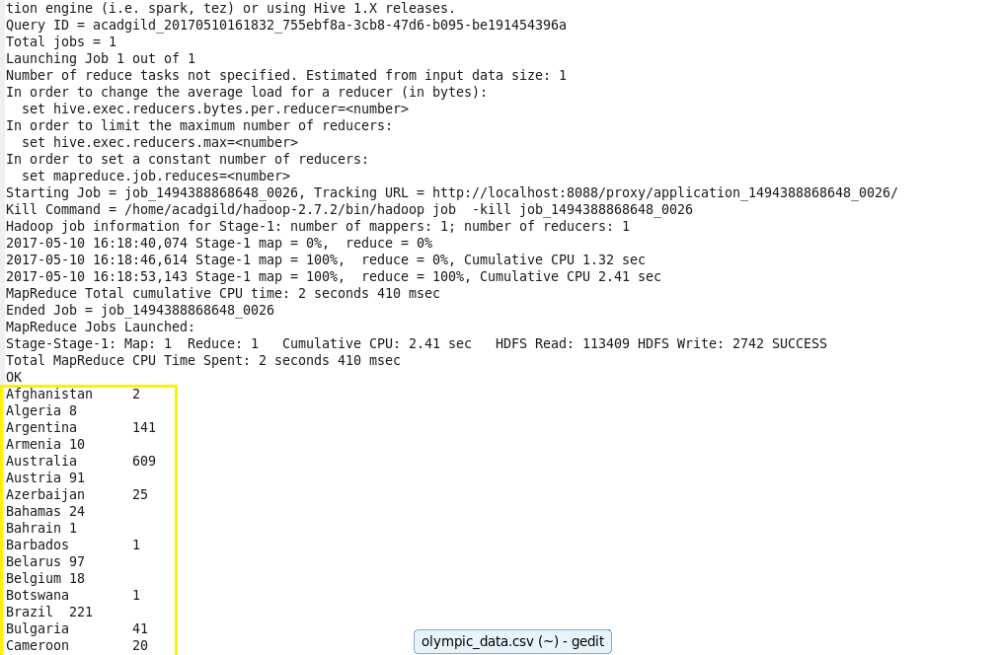 tion engine (i.e. spark, tez) or using Hive 1.X releases.
Query ID = acadgild_20170510161832_755ebf8a-3cb8-47d6-b095-be191454396a
Total jobs = 1
Launching Job 1 out of 1
Number of reduce tasks not specified. Estimated from input data size: 1
In order to change the average load for a reducer (in bytes):
  set hive.exec.reducers.bytes.per.reducer=<number>
In order to limit the maximum number of reducers:
  set hive.exec.reducers.max=<number>
In order to set a constant number of reducers:
  set mapreduce.job.reduces=<number>
Starting Job = job_1494388868648_0026, Tracking URL = http://localhost:8088/proxy/application_1494388868648_0026/
Kill Command = /home/acadgild/hadoop-2.7.2/bin/hadoop job  -kill job_1494388868648_0026
Hadoop job information for Stage-1: number of mappers: 1; number of reducers: 1
2017-05-10 16:18:40,074 Stage-1 map = 0%,  reduce = 0%
2017-05-10 16:18:46,614 Stage-1 map = 100%,  reduce = 0%, Cumulative CPU 1.32 sec
2017-05-10 16:18:53,143 Stage-1 map = 100%,  reduce = 100%, Cumulative CPU 2.41 sec
MapReduce Total cumulative CPU time: 2 seconds 410 msec
Ended Job = job_1494388868648_0026
MapReduce Jobs Launched:
Stage-Stage-1: Map: 1  Reduce: 1   Cumulative CPU: 2.41 sec   HDFS Read: 113409 HDFS Write: 2742 SUCCESS
Total MapReduce CPU Time Spent: 2 seconds 410 msec
OK
Afghanistan     2
Algeria 8
Argentina       141
Armenia 10
Australia       609
Austria 91
Azerbaijan      25
Bahamas 24
Bahrain 1
Barbados        1
Belarus 97
Belgium 18
Botswana        1
Brazil  221
Bulgaria        41
Cameroon        20
olympic_data.csv (~) - gedit